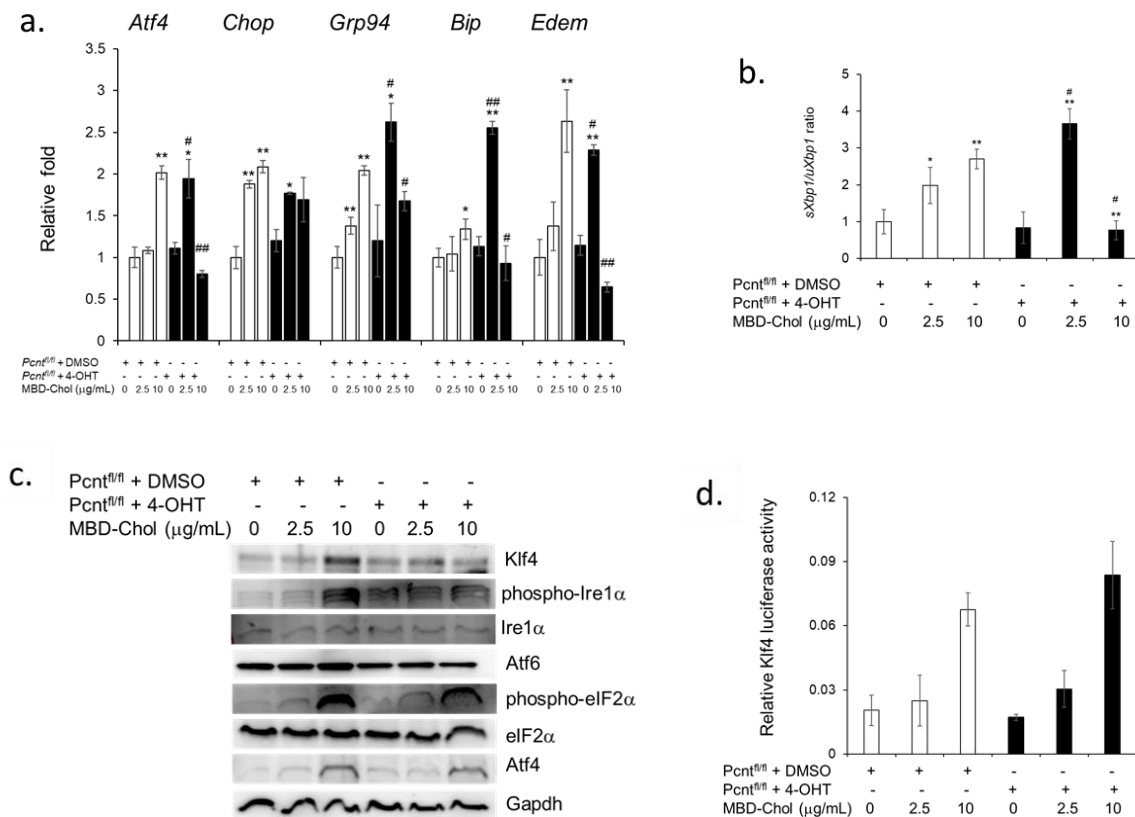 a.
Atf4 Chop Grp94 Bip Edem
Relative fold
3.5
3
2.5
2
1.5
1
0.5
0
** # * ## ** ** * ** ** # * # * ## ** # ** # ** ##
Pcntfl/fl + DMSO + + + - - - + + + - - - + + + - - - + + + - - - + + + - - -
Pcntfl/fl + 4-OHT - - - + + + - - - + + + - - - + + + - - - + + + - - - + + +
MBD-Chol (μg/mL) 0 2.5 10 0 2.5 10 0 2.5 10 0 2.5 10 0 2.5 10 0 2.5 10 0 2.5 10 0 2.5 10 0 2.5 10 0 2.5 10
b.
sXbp1/uXbp1 ratio
5
4
3
2
1
0
* ** # ** # **
Pcntfl/fl + DMSO + + + - - -
Pcntfl/fl + 4-OHT - - - + + +
MBD-Chol (μg/mL) 0 2.5 10 0 2.5 10
c.
Pcntfl/fl + DMSO + + + - - -
Pcntfl/fl + 4-OHT - - - + + +
MBD-Chol (μg/mL) 0 2.5 10 0 2.5 10
Klf4
phospho-Ire1α
Ire1α
Atf6
phospho-eIF2α
eIF2α
Atf4
Gapdh
d.
Relative Klf4 luciferase activity
0.12
0.09
0.06
0.03
0
Pcntfl/fl + DMSO + + + - - -
Pcntfl/fl + 4-OHT - - - + + +
MBD-Chol (μg/mL) 0 2.5 10 0 2.5 10